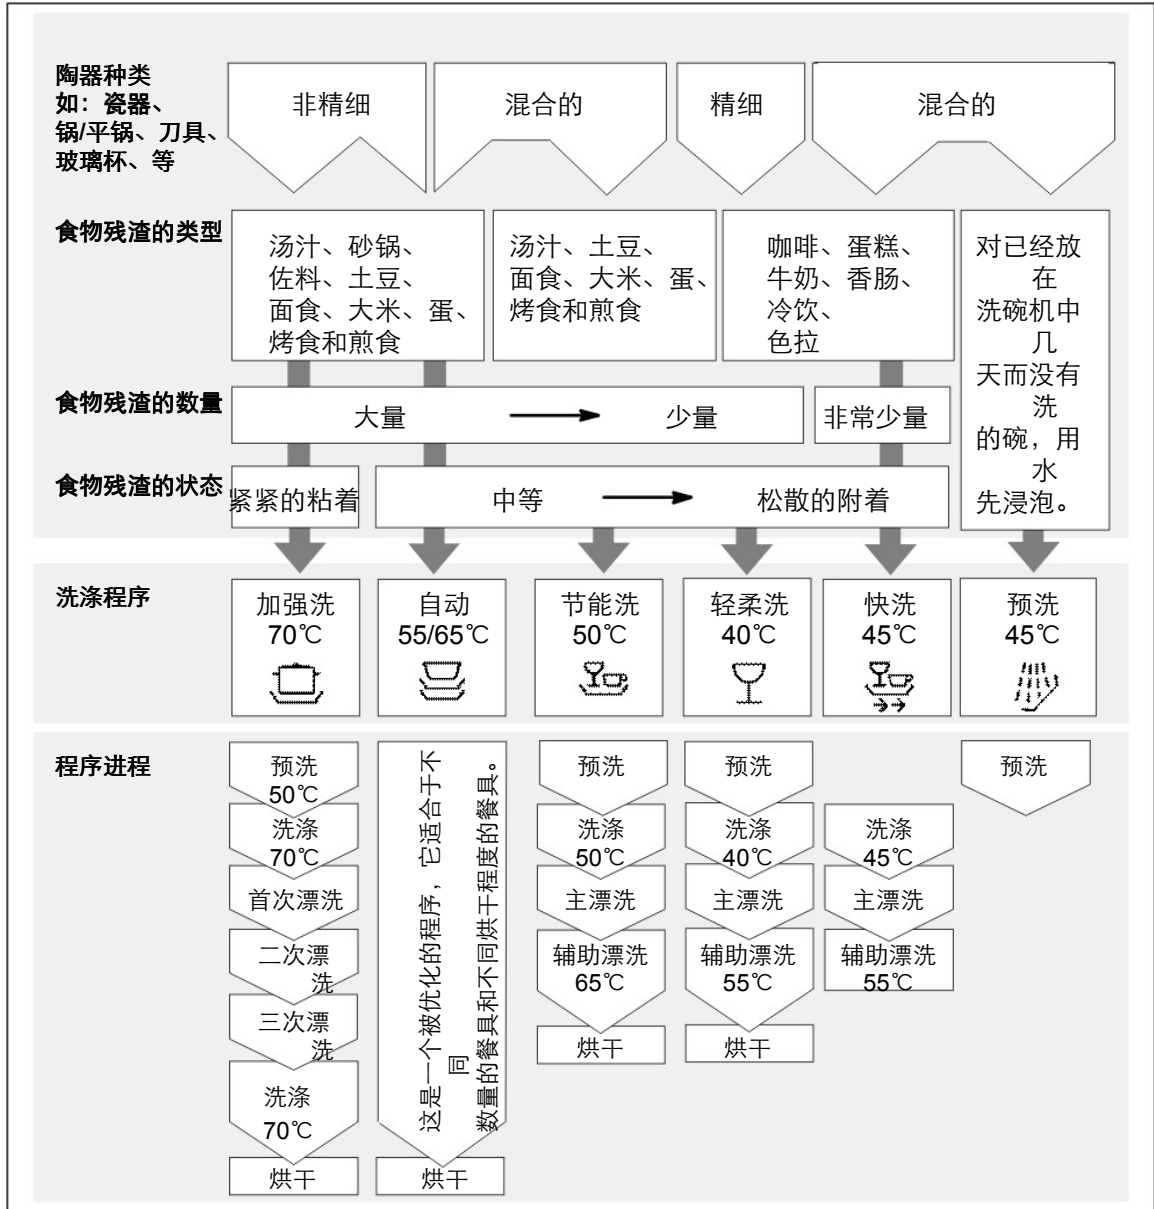 陶器种类
如：瓷器、
锅/平锅、刀具、
玻璃杯、等
非精细
混合的
精细
混合的
食物残渣的类型
汤汁、砂锅、
佐料、土豆、
面食、大米、蛋、
烤食和煎食
汤汁、土豆、
面食、大米、蛋、
烤食和煎食
咖啡、蛋糕、
牛奶、香肠、
冷饮、
色拉
对已经放
在
洗碗机中
几
天而没有
洗
的碗，用
水
先浸泡。
食物残渣的数量
大量
少量
非常少量
食物残渣的状态
紧紧的粘着
中等
松散的附着
洗涤程序
加强洗
70℃
自动
55/65℃
节能洗
50℃
轻柔洗
40℃
快洗
45℃
预洗
45℃
程序进程
预洗
50℃
洗涤
70℃
首次漂洗
二次漂
洗
三次漂
洗
洗涤
70℃
烘干
这是一个被优化的程序，它适合于不
同
数量的餐具和不同烘干程度的餐具。
烘干
预洗
洗涤
50℃
主漂洗
辅助漂洗
65℃
烘干
预洗
洗涤
40℃
主漂洗
辅助漂洗
55℃
烘干
洗涤
45℃
主漂洗
辅助漂洗
55℃
预洗